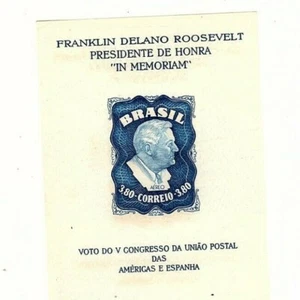 FRANKLIN DELANO ROOSEVELT
PRESIDENTE DE HONRA
"IN MEMORIAM"
BRASIL
AÉREO
3,80-CORREIO-3,80
VOTO DO V CONGRESSO DA UNIÃO POSTAL
DAS
AMÉRICAS E ESPANHA